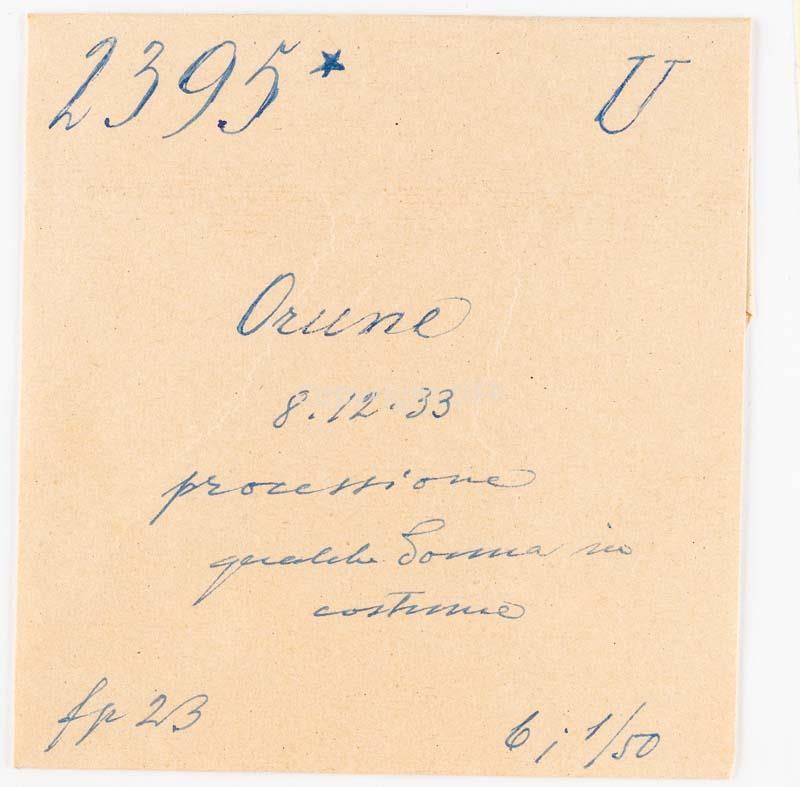 2395* U
Orune
8.12.33
processione
qualche donna in
costume
fp 23
6; 1/50